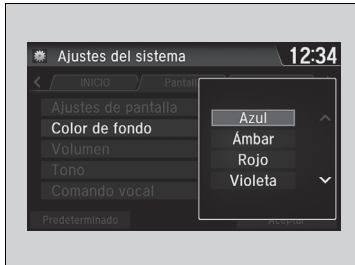 Ajustes del sistema
12:34
INICIO
Pantall
Ajustes de pantalla
Color de fondo
Volumen
Tono
Comando vocal
Azul
Ámbar
Rojo
Violeta
Predeterminado
Aceptar